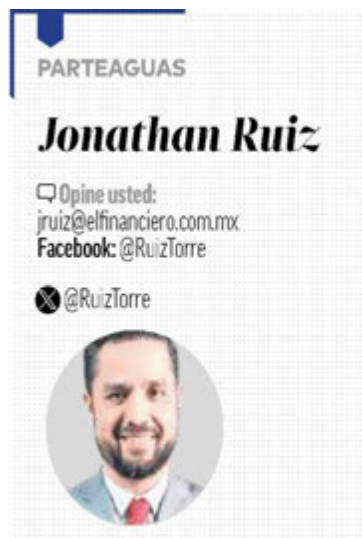 PARTEAGUAS
Jonathan Ruiz
Opine usted:
jruiz@elfinanciero.com.mx
Facebook: @RuizTorre
@RuizTorre